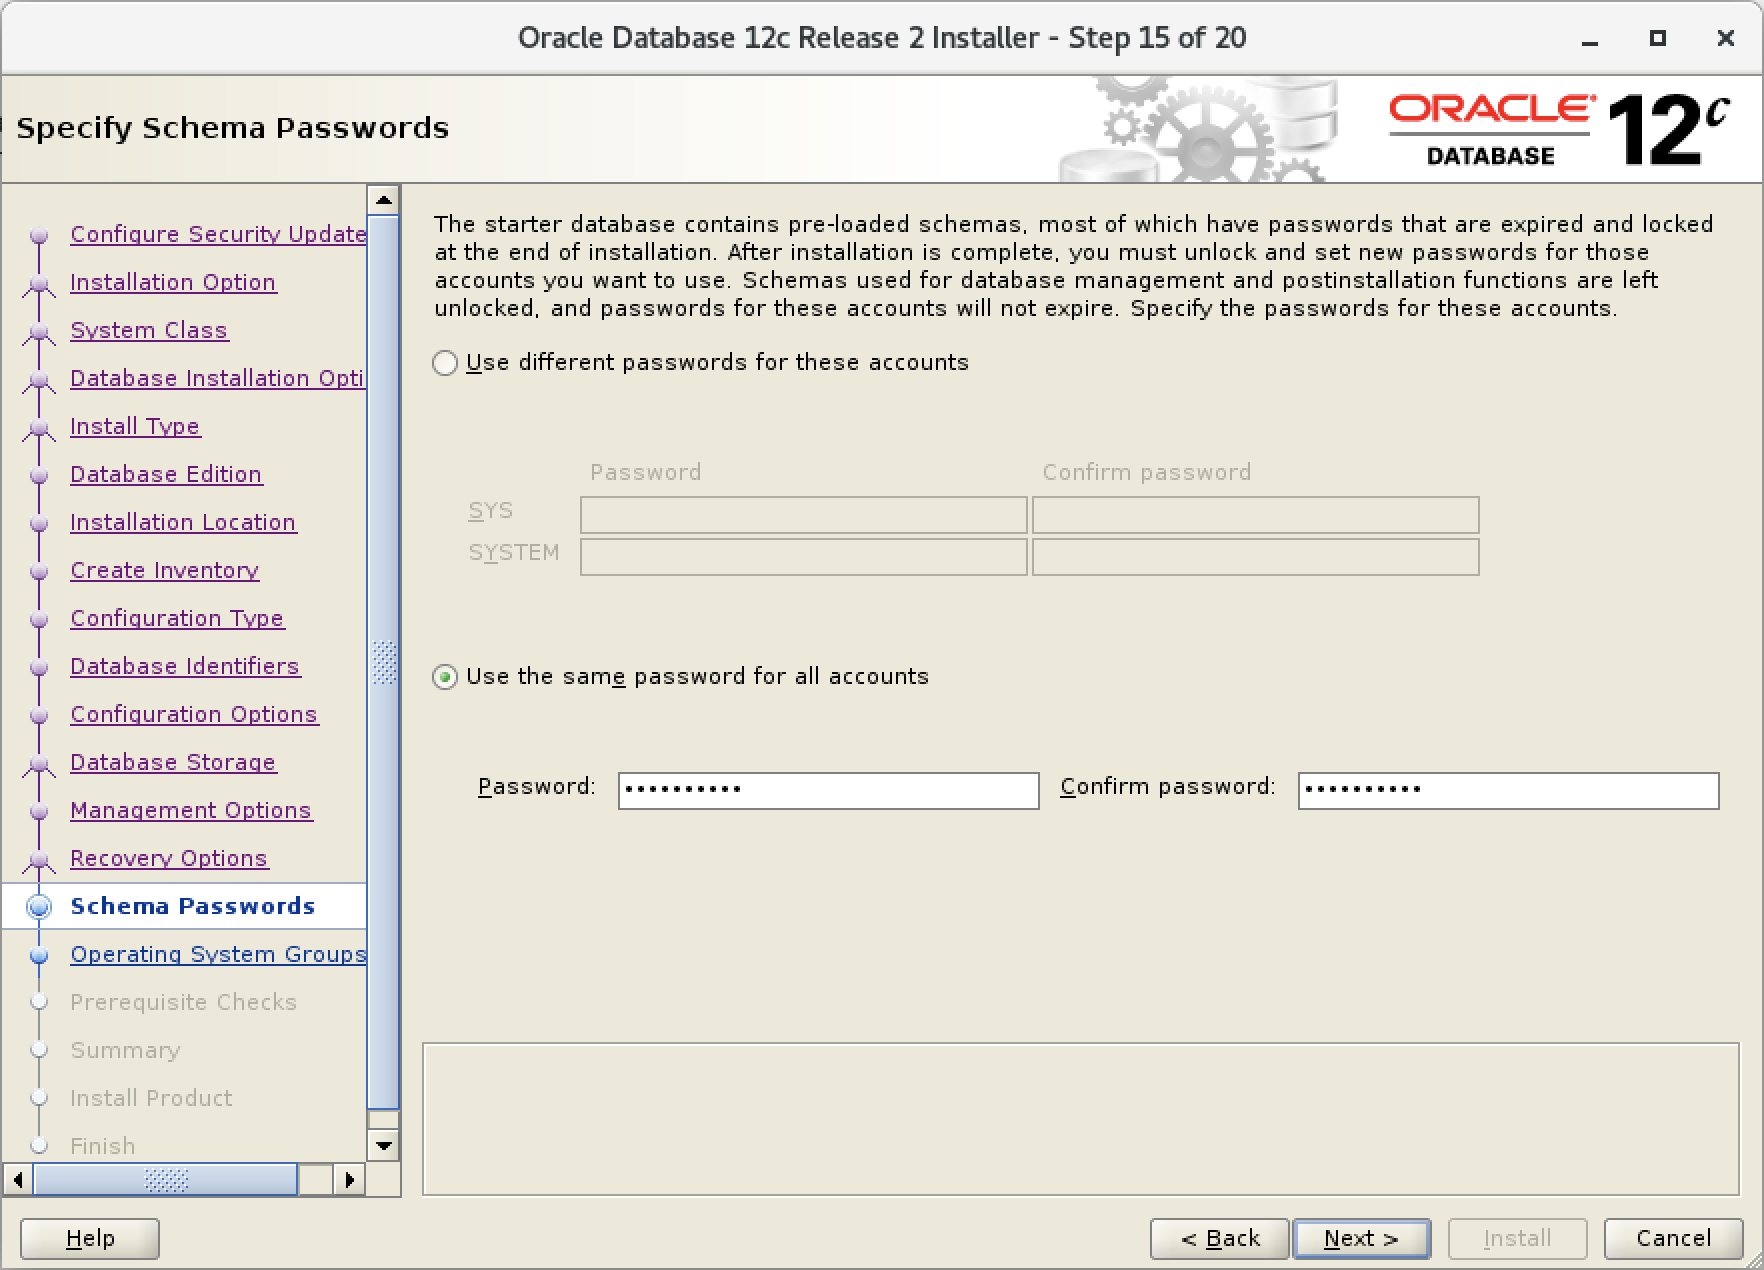 Oracle Database 12c Release 2 Installer - Step 15 of 20
Specify Schema Passwords
ORACLE
DATABASE
12c
Configure Security Update
Installation Option
System Class
Database Installation Opti
Install Type
Database Edition
Installation Location
Create Inventory
Configuration Type
Database Identifiers
Configuration Options
Database Storage
Management Options
Recovery Options
Schema Passwords
Operating System Groups
Prerequisite Checks
Summary
Install Product
Finish
The starter database contains pre-loaded schemas, most of which have passwords that are expired and locked
at the end of installation. After installation is complete, you must unlock and set new passwords for those
accounts you want to use. Schemas used for database management and postinstallation functions are left
unlocked, and passwords for these accounts will not expire. Specify the passwords for these accounts.
Use different passwords for these accounts
Password Confirm password
SYS
SYSTEM
Use the same password for all accounts
Password: •••••••••• Confirm password: ••••••••••
Help < Back Next > Install Cancel